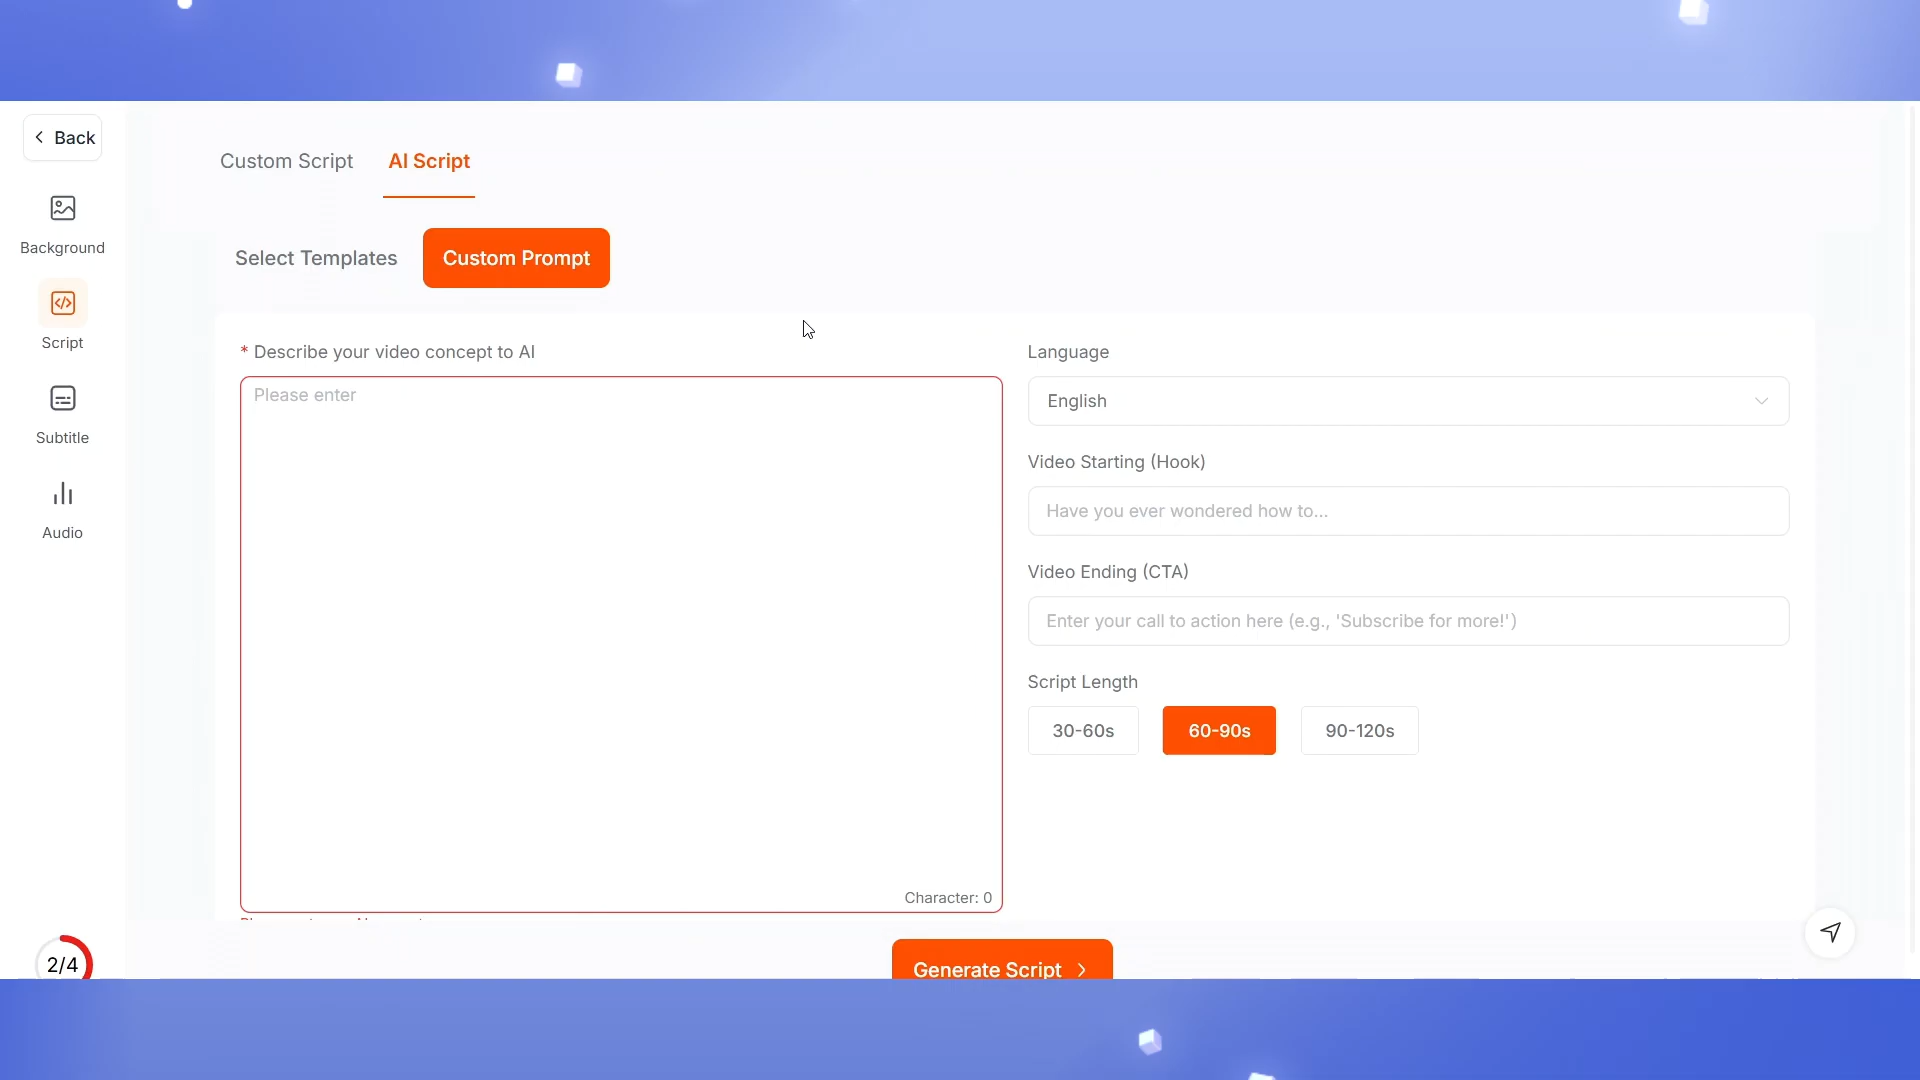 Back
Custom Script
AI Script
Background
Select Templates
Custom Prompt
Script
* Describe your video concept to AI
Please enter
Character: 0
Language
English
Video Starting (Hook)
Have you ever wondered how to...
Video Ending (CTA)
Enter your call to action here (e.g., 'Subscribe for more!')
Script Length
30-60s
60-90s
90-120s
Subtitle
Audio
2/4
Generate Script